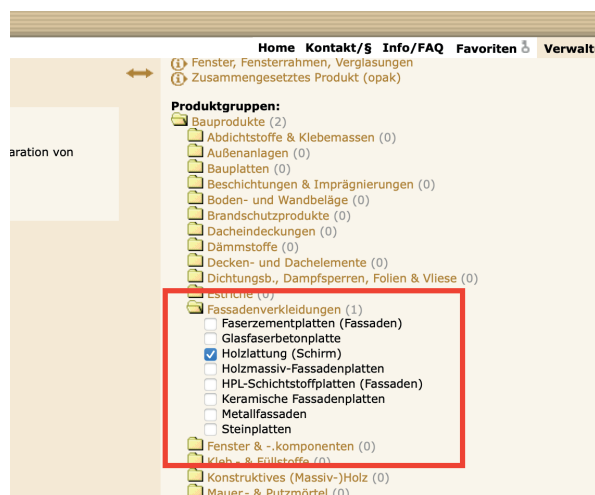 Home Kontakt/§ Info/FAQ Favoriten Verwalt
Fenster, Fensterrahmen, Verglasungen
Zusammengesetztes Produkt (opak)
Produktgruppen:
Bauprodukte (2)
Abdichtstoffe & Klebemassen (0)
Außenanlagen (0)
aration von
Bauplatten (0)
Beschichtungen & Imprägnierungen (0)
Boden- und Wandbeläge (0)
Brandschutzprodukte (0)
Dacheindeckungen (0)
Dämmstoffe (0)
Decken- und Dachelemente (0)
Dichtungsb., Dampfsperren, Folien & Vliese (0)
Estriche (0)
Fassadenverkleidungen (1)
Faserzementplatten (Fassaden)
Glasfaserbetonplatte
Holzlattung (Schirm)
Holzmassiv-Fassadenplatten
HPL-Schichtstoffplatten (Fassaden)
Keramische Fassadenplatten
Metallfassaden
Steinplatten
Fenster & -.komponenten (0)
Kleb.- & Füllstoffe (0)
Konstruktives (Massiv-)Holz (0)
Mauer- & Putzmörtel (0)